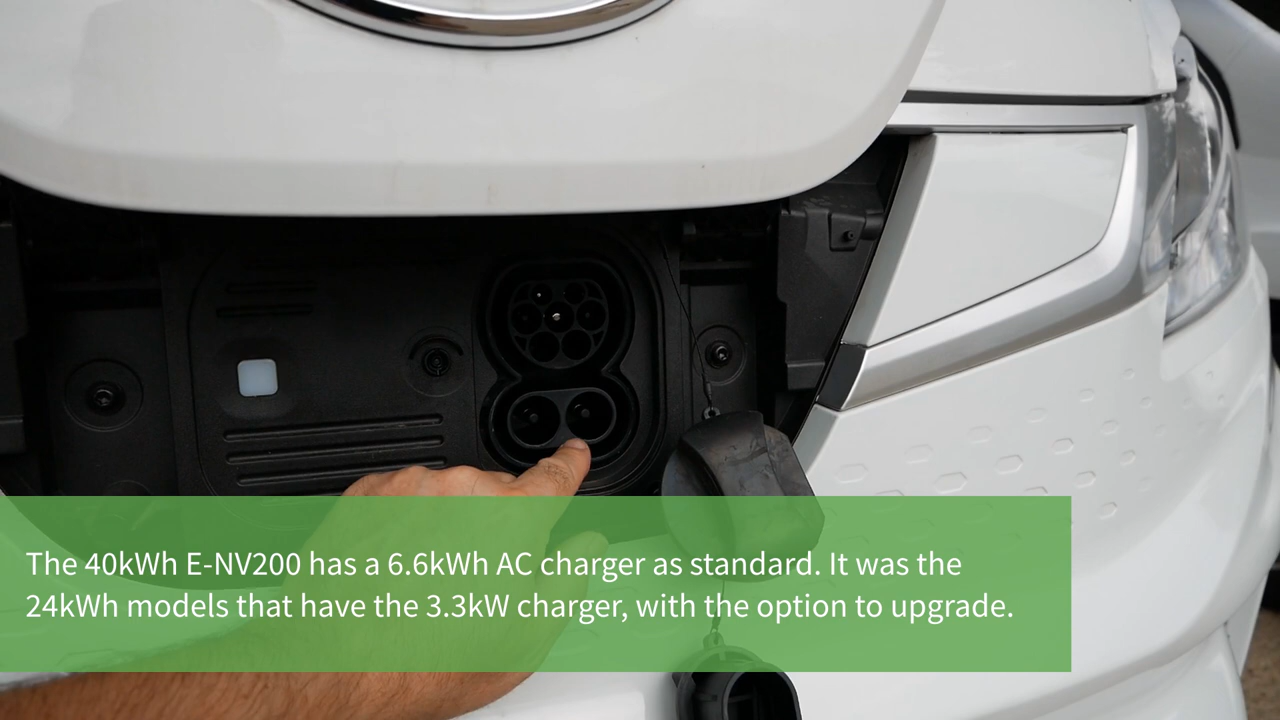 The 40kWh E-NV200 has a 6.6kWh AC charger as standard. It was the
24kWh models that have the 3.3kW charger, with the option to upgrade.